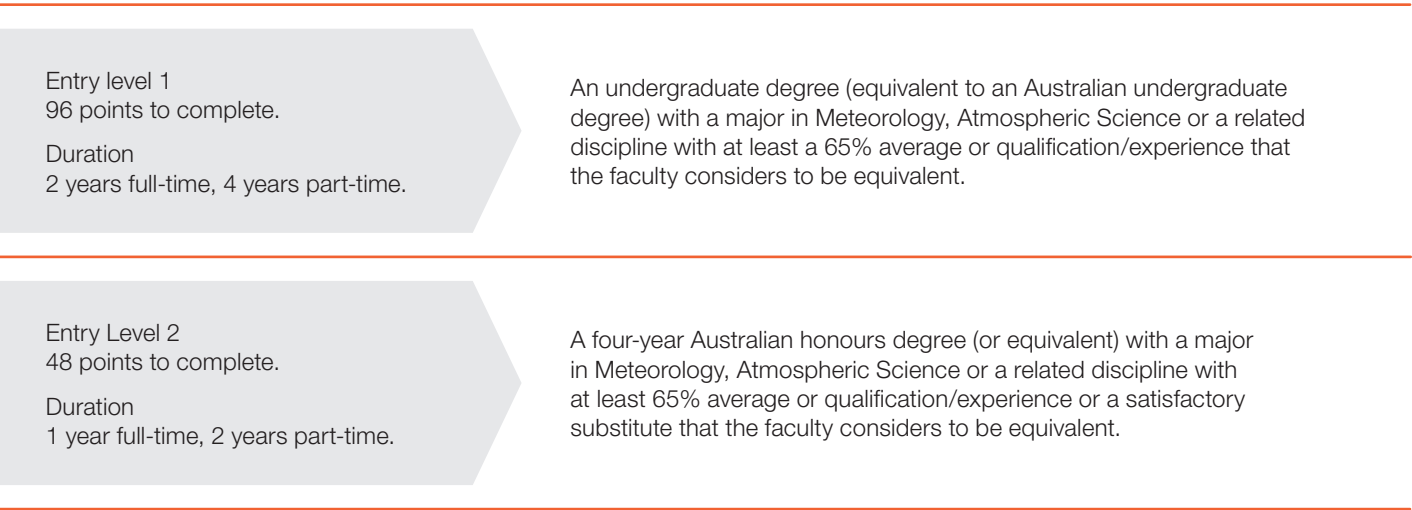 Entry level 1
96 points to complete.
Duration
2 years full-time, 4 years part-time.
An undergraduate degree (equivalent to an Australian undergraduate
degree) with a major in Meteorology, Atmospheric Science or a related
discipline with at least a 65% average or qualification/experience that
the faculty considers to be equivalent.
Entry Level 2
48 points to complete.
Duration
1 year full-time, 2 years part-time.
A four-year Australian honours degree (or equivalent) with a major
in Meteorology, Atmospheric Science or a related discipline with
at least 65% average or qualification/experience or a satisfactory
substitute that the faculty considers to be equivalent.